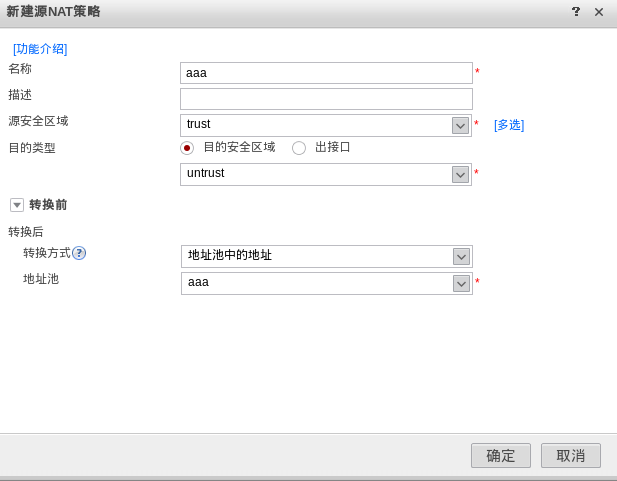 新建源NAT策略 ? ×
[功能介绍]
名称 aaa *
描述
源安全区域 trust * [多选]
目的类型 目的安全区域 出接口
untrust *
转换前
转换后
转换方式 ? 地址池中的地址
地址池 aaa *
确定 取消